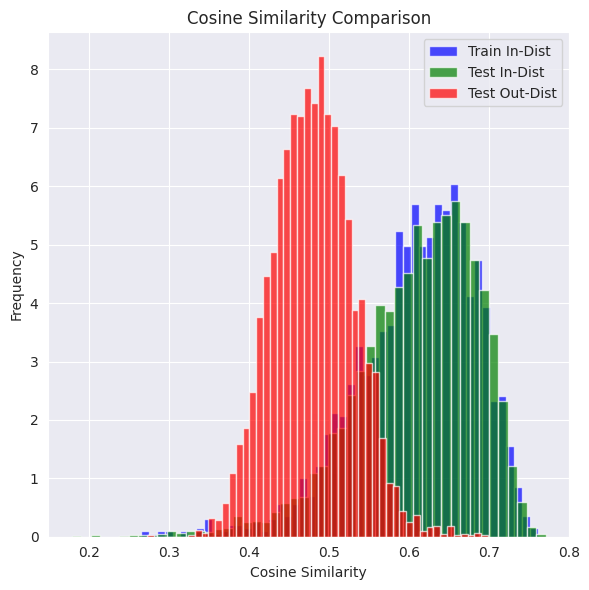 Cosine Similarity Comparison
Train In-Dist
Test In-Dist
Test Out-Dist
8
7
6
5
4
3
2
1
0
Frequency
0.2 0.3 0.4 0.5 0.6 0.7 0.8
Cosine Similarity